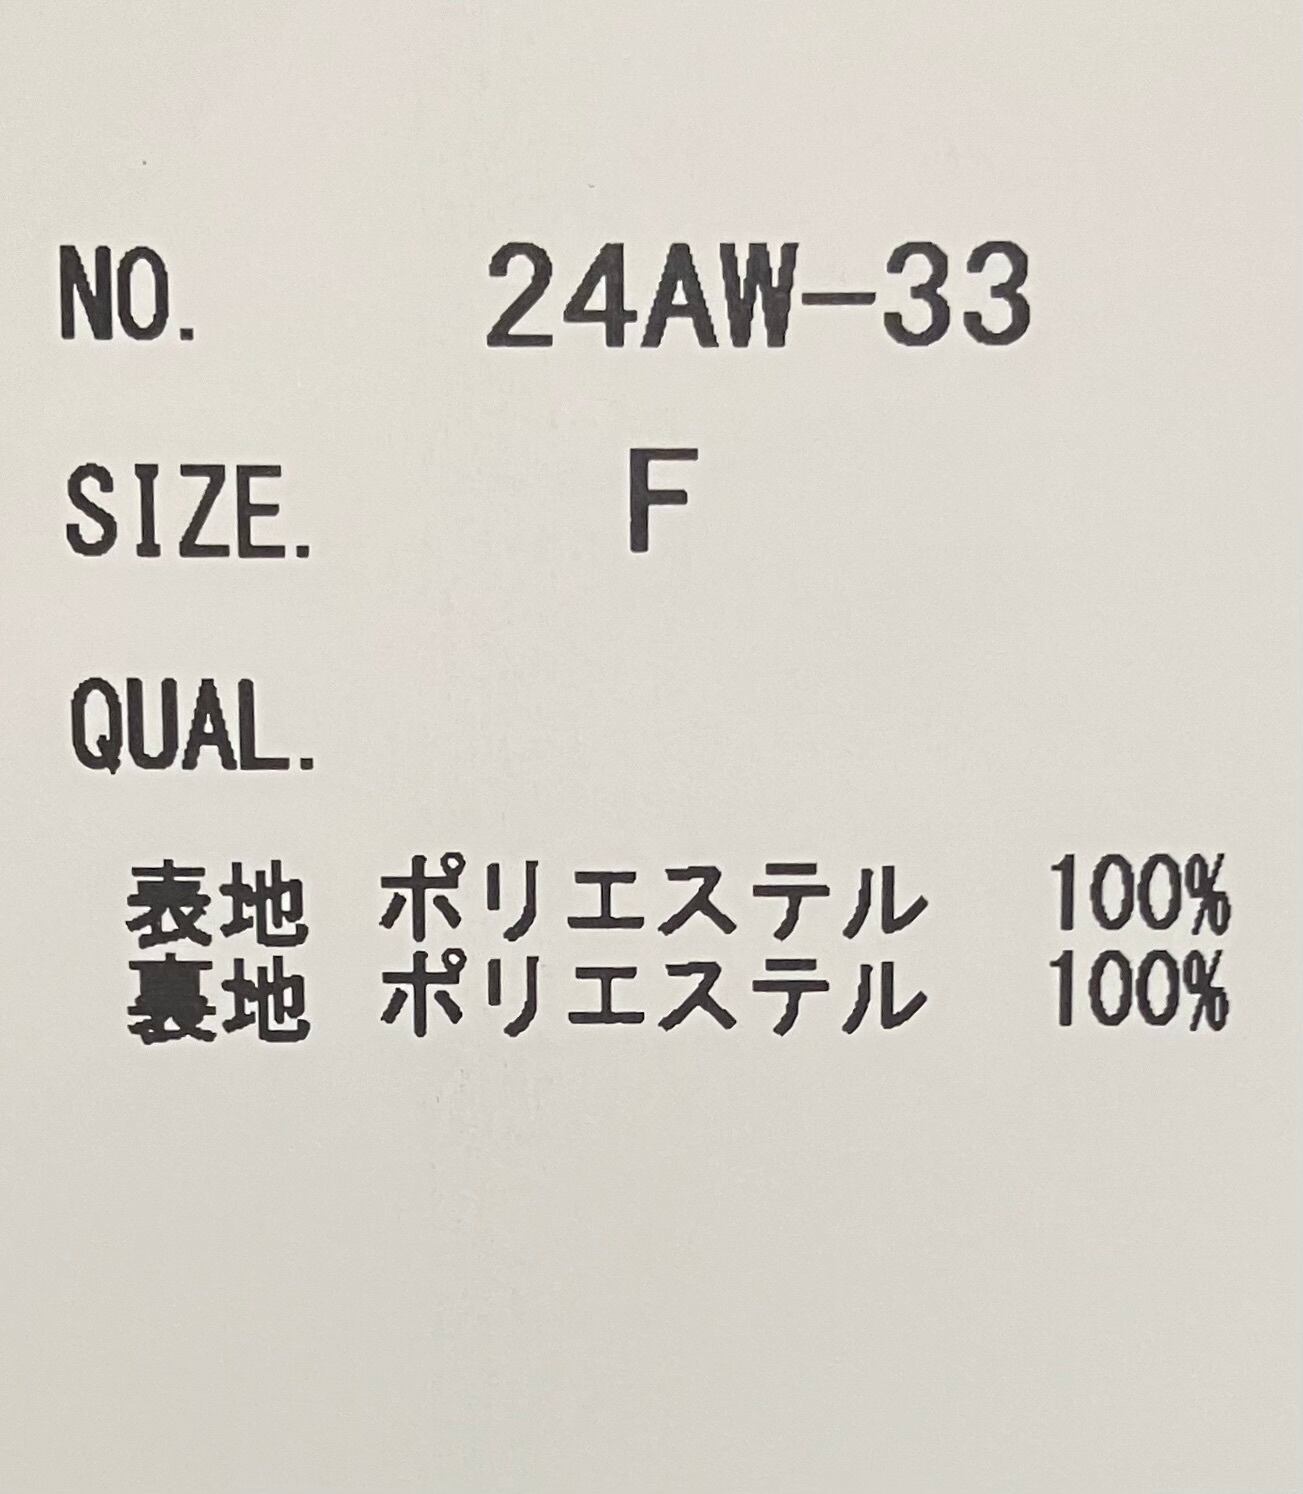 NO. 24AW-33
SIZE. F
QUAL.
表地 ポリエステル 100%
裏地 ポリエステル 100%